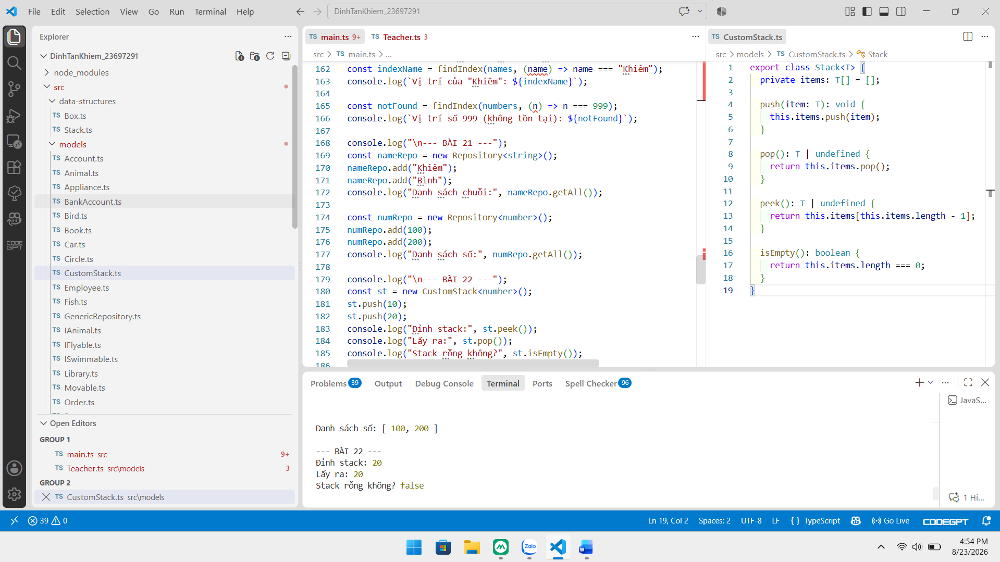 File Edit Selection View Go Run Terminal Help
DinhTanKhiem_23697291
Explorer
DinhTanKhiem_23697291
node_modules
src
data-structures
TS Box.ts
TS Stack.ts
models
TS Account.ts
TS Animal.ts
TS Appliance.ts
TS BankAccount.ts
TS Bird.ts
TS Book.ts
TS Car.ts
TS Circle.ts
TS CustomStack.ts
TS Employee.ts
TS Fish.ts
TS GenericRepository.ts
TS IAnimal.ts
TS IFlyable.ts
TS ISwimmable.ts
TS Library.ts
TS Movable.ts
TS Order.ts
Open Editors
GROUP 1
TS main.ts src 9+
TS Teacher.ts src\models 3
GROUP 2
TS CustomStack.ts src\models
CODE GPT
TS main.ts 9+ TS Teacher.ts 3
src > TS main.ts > ...
162 const indexName = findIndex(names, (name) => name === "Khiêm");
163 console.log(`Vị trí của "Khiêm": ${indexName}`);
164
165 const notFound = findIndex(numbers, (n) => n === 999);
166 console.log(`Vị trí số 999 (không tồn tại): ${notFound}`);
167
168 console.log("\n--- BÀI 21 ---");
169 const nameRepo = new Repository<string>();
170 nameRepo.add("Khiêm");
171 nameRepo.add("Bình");
172 console.log("Danh sách chuỗi:", nameRepo.getAll());
173
174 const numRepo = new Repository<number>();
175 numRepo.add(100);
176 numRepo.add(200);
177 console.log("Danh sách số:", numRepo.getAll());
178
179 console.log("\n--- BÀI 22 ---");
180 const st = new CustomStack<number>();
181 st.push(10);
182 st.push(20);
183 console.log("Đỉnh stack:", st.peek());
184 console.log("Lấy ra:", st.pop());
185 console.log("Stack rỗng không?", st.isEmpty());
186
TS CustomStack.ts
src > models > TS CustomStack.ts > Stack
1 export class Stack<T> {
2 private items: T[] = [];
3
4 push(item: T): void {
5 this.items.push(item);
6 }
7
8 pop(): T | undefined {
9 return this.items.pop();
10 }
11
12 peek(): T | undefined {
13 return this.items[this.items.length - 1];
14 }
15
16 isEmpty(): boolean {
17 return this.items.length === 0;
18 }
19 }
Problems 39 Output Debug Console Terminal Ports Spell Checker 96
JavaS...
Danh sách số: [ 100, 200 ]
--- BÀI 22 ---
Đỉnh stack: 20
Lấy ra: 20
Stack rỗng không? false
1 Hi...
39 0 Ln 19, Col 2 Spaces: 2 UTF-8 LF { } TypeScript Go Live CODEGPT
Zalo
W
4:54 PM
8/23/2026